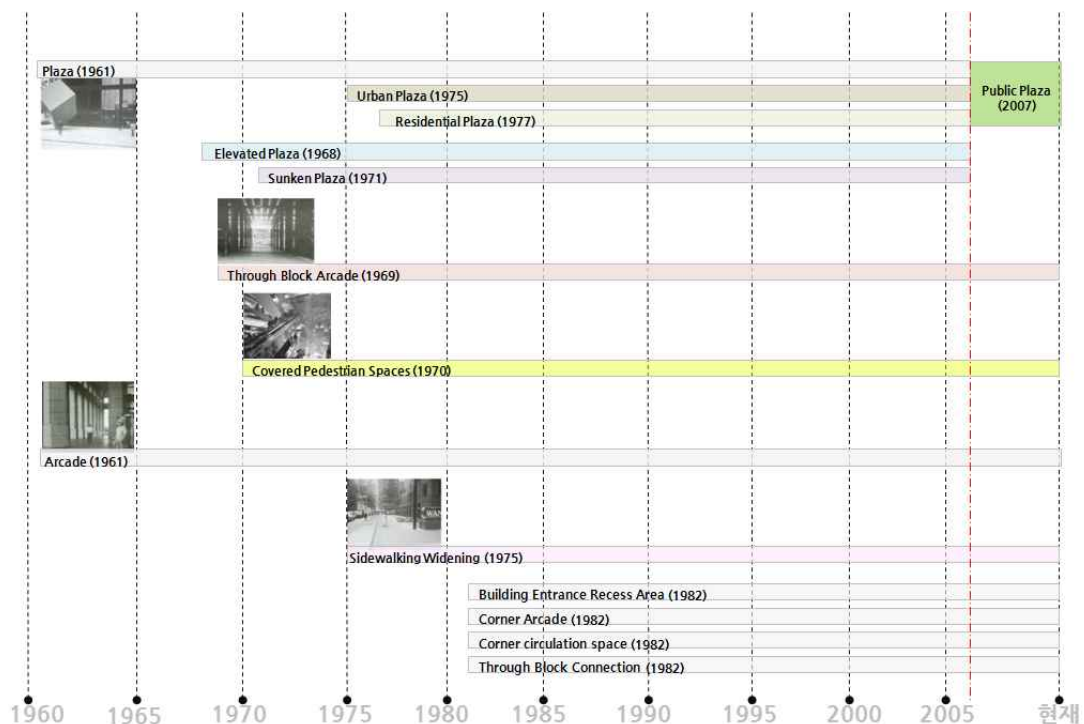 Plaza (1961)
Urban Plaza (1975)
Public Plaza
(2007)
Residential Plaza (1977)
Elevated Plaza (1968)
Sunken Plaza (1971)
Through Block Arcade (1969)
Covered Pedestrian Spaces (1970)
Arcade (1961)
Sidewalking Widening (1975)
Building Entrance Recess Area (1982)
Corner Arcade (1982)
Corner circulation space (1982)
Through Block Connection (1982)
1960 1965 1970 1975 1980 1985 1990 1995 2000 2005 현재